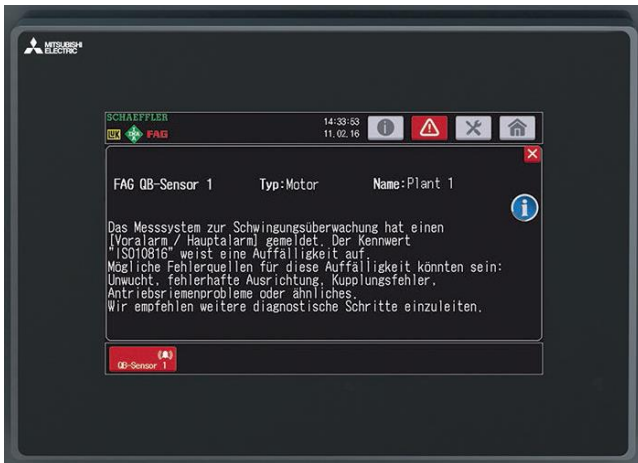 MITSUBISHI
ELECTRIC
SCHAEFFLER
LUK INA FAG
14:33:53
11.02.16
FAG QB-Sensor 1 Typ:Motor Name:Plant 1
Das Messsystem zur Schwingungsüberwachung hat einen
[Voralarm / Hauptalarm] gemeldet. Der Kennwert
"ISO10816" weist eine Auffälligkeit auf.
Mögliche Fehlerquellen für diese Auffälligkeit könnten sein:
Unwucht, fehlerhafte Ausrichtung, Kupplungsfehler,
Antriebsriemenprobleme oder ähnliches.
Wir empfehlen weitere diagnostische Schritte einzuleiten.
QB-Sensor 1